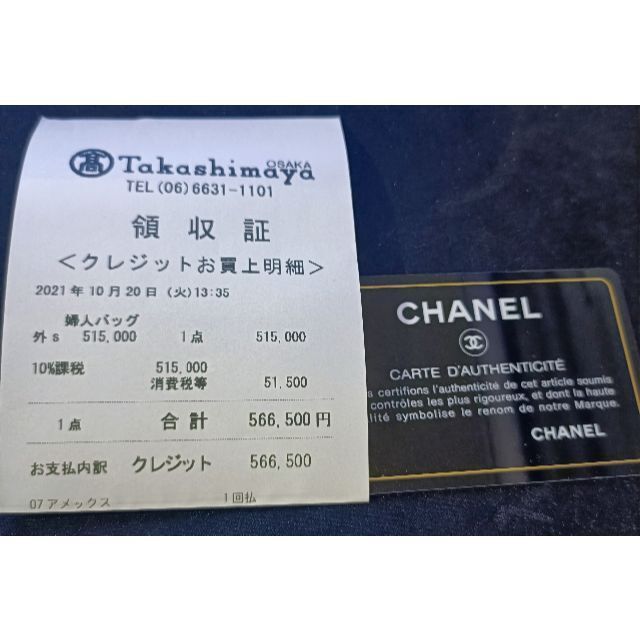 髙 Takashimaya
OSAKA
TEL(06)6631-1101
領収証
<クレジットお買上明細>
2021年10月20日 (火)13:35
婦人バッグ
外s 515,000 1点 515,000
10%課税 515,000
消費税等 51,500
1点 合計 566,500円
お支払内訳 クレジット 566,500
07アメックス 1回払
CHANEL
CARTE D'AUTHENTICITÉ
s certifions l'authenticité de cet article soumis
contrôles les plus rigoureux, et dont la haute
lité symbolise le renom de notre Marque.
CHANEL